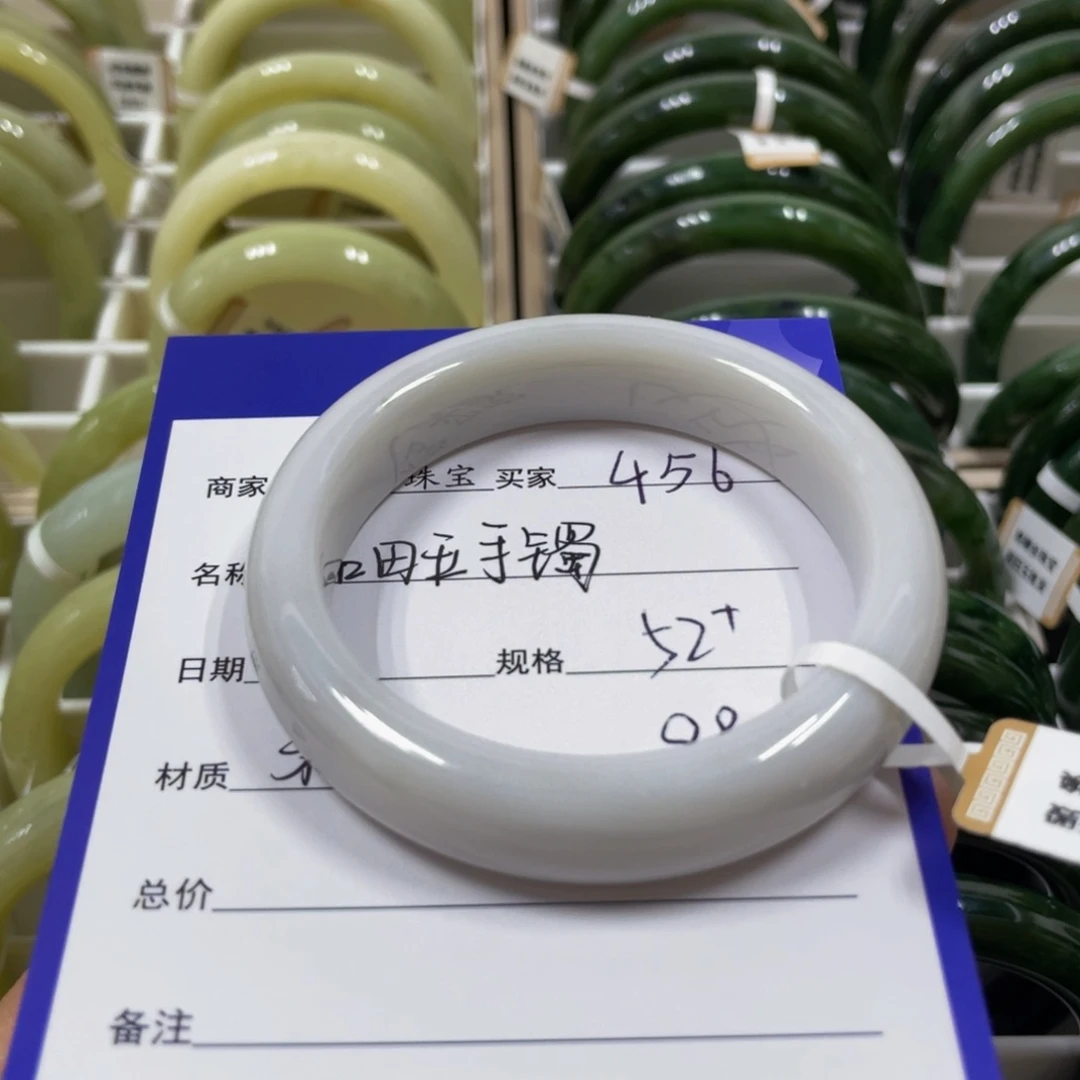 商家 珠宝 买家 456
名称 和田玉手镯
日期 规格 52+
材质
总价
备注